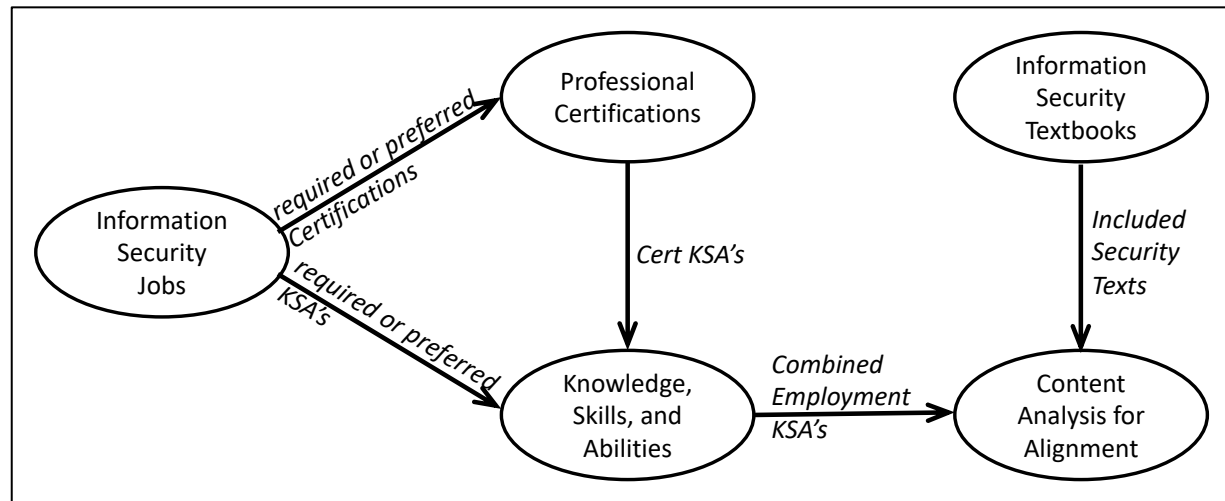 Professional
Certifications
Information
Security
Textbooks
required or preferred
Certifications
Information
Security
Jobs
Cert KSA's
Included
Security
Texts
required or preferred
KSA's
Knowledge,
Skills, and
Abilities
Combined
Employment
KSA's
Content
Analysis for
Alignment